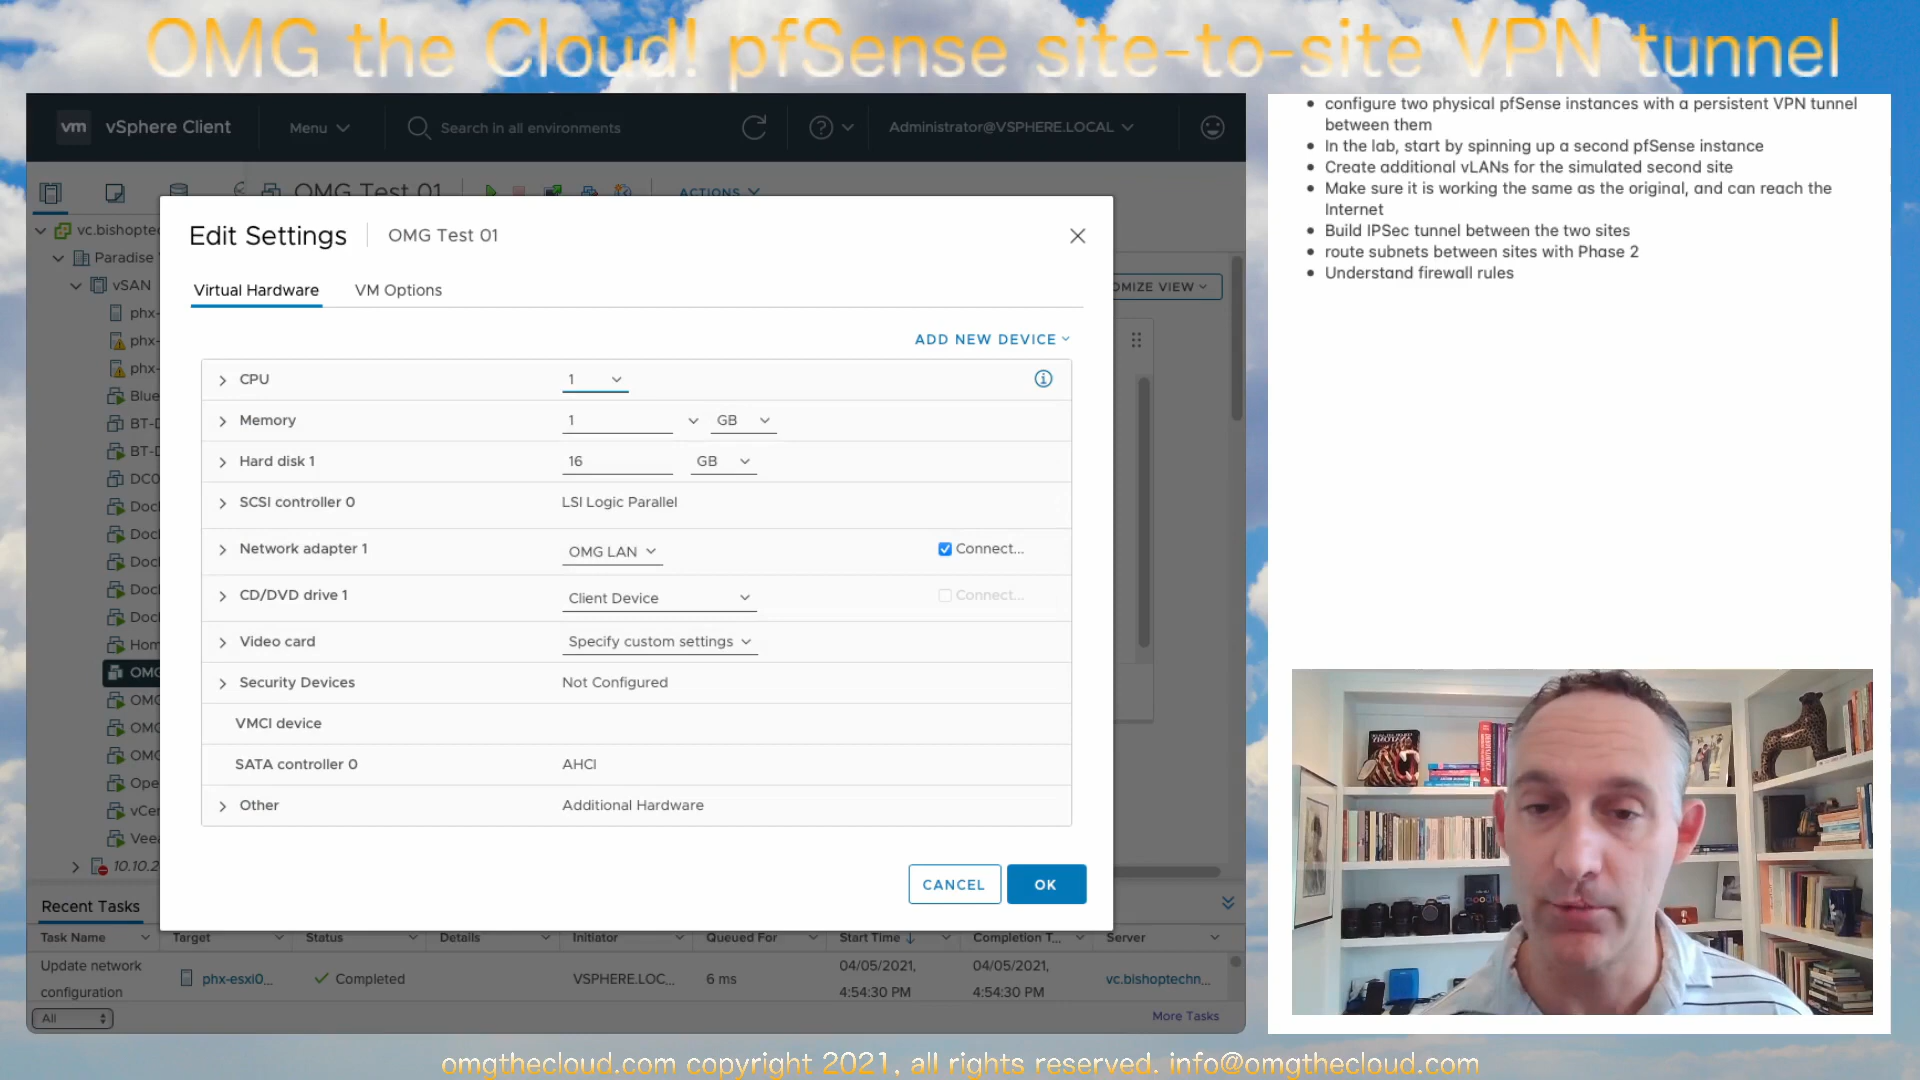 OMG the Cloud! pfSense site-to-site VPN tunnel
vm vSphere Client Menu Search in all environments Administrator@VSPHERE.LOCAL
OMG Test 01 ACTIONS
vc.bishoptec
Paradise
vSAN
phx-
phx-
phx-
Blue
BT-D
BT-D
DC0
Doc
Doc
Doc
Doc
Doc
Hom
OMG
OMG
OMG
OMG
Ope
vCer
Veea
10.10.2
OMIZE VIEW
Edit Settings OMG Test 01
Virtual Hardware VM Options
ADD NEW DEVICE
CPU 1
Memory 1 GB
Hard disk 1 16 GB
SCSI controller 0 LSI Logic Parallel
Network adapter 1 OMG LAN Connect...
CD/DVD drive 1 Client Device Connect...
Video card Specify custom settings
Security Devices Not Configured
VMCI device
SATA controller 0 AHCI
Other Additional Hardware
CANCEL OK
Recent Tasks
Task Name Target Status Details Initiator Queued For Start Time ↓ Completion T... Server
Update network configuration phx-esxi0... Completed VSPHERE.LOC... 6 ms 04/05/2021, 4:54:30 PM 04/05/2021, 4:54:30 PM vc.bishoptechn...
All More Tasks
• configure two physical pfSense instances with a persistent VPN tunnel
between them
• In the lab, start by spinning up a second pfSense instance
• Create additional vLANs for the simulated second site
• Make sure it is working the same as the original, and can reach the
Internet
• Build IPSec tunnel between the two sites
• route subnets between sites with Phase 2
• Understand firewall rules
omgthecloud.com copyright 2021, all rights reserved. info@omgthecloud.com